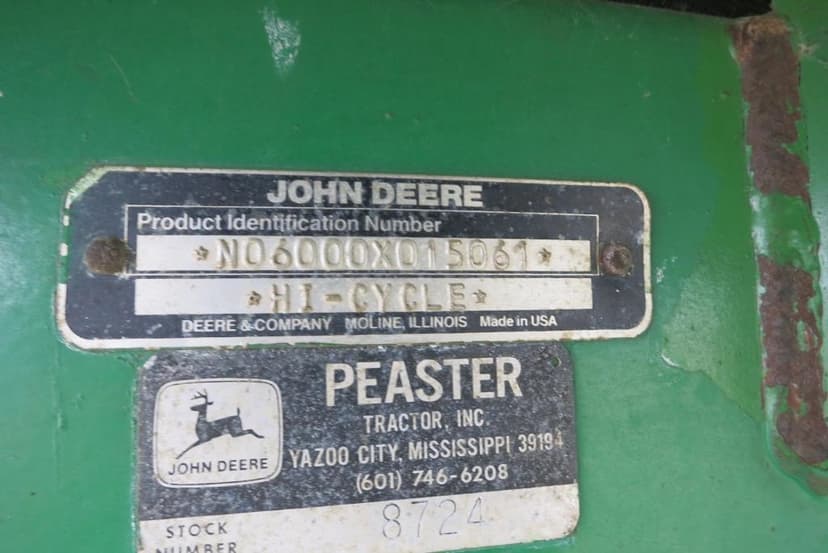 JOHN DEERE
Product Identification Number
*N06000X015061*
*HI-CYCLE*
DEERE & COMPANY MOLINE, ILLINOIS Made in USA
PEASTER
TRACTOR, INC.
YAZOO CITY, MISSISSIPPI 39194
(601) 746-6208
JOHN DEERE
STOCK
NUMBER
8724